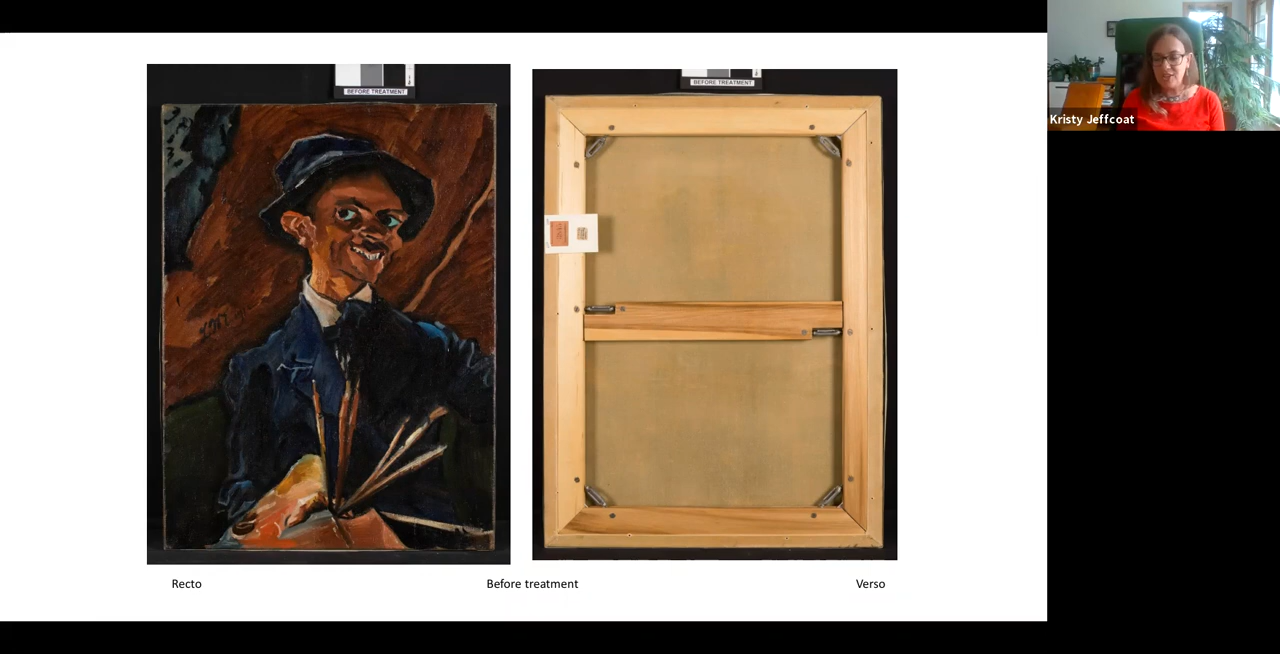 BEFORE TREATMENT
BEFORE TREATMENT
Kristy Jeffcoat
Recto
Before treatment
Verso